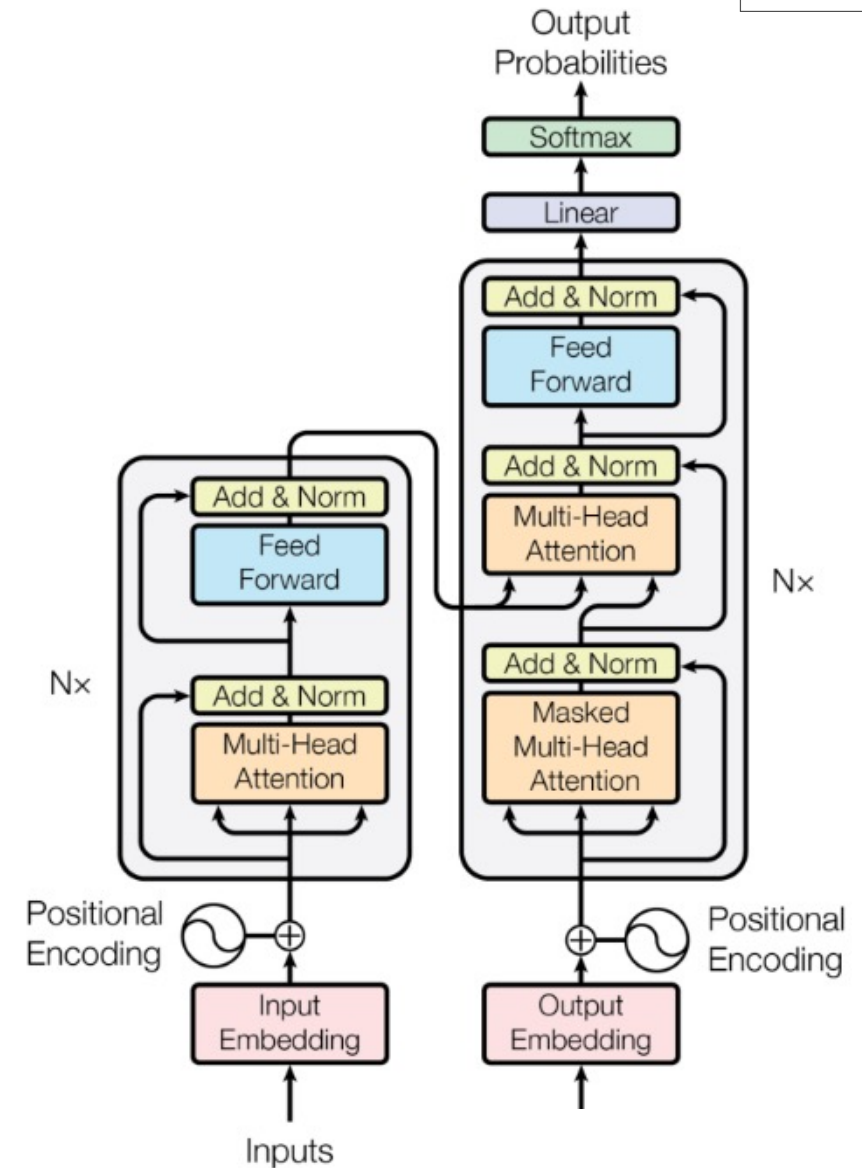 Output
Probabilities
Softmax
Linear
Add & Norm
Feed
Forward
Add & Norm
Multi-Head
Attention
Nx
Add & Norm
Masked
Multi-Head
Attention
Add & Norm
Feed
Forward
Nx
Add & Norm
Multi-Head
Attention
Positional
Encoding
Positional
Encoding
Input
Embedding
Output
Embedding
Inputs